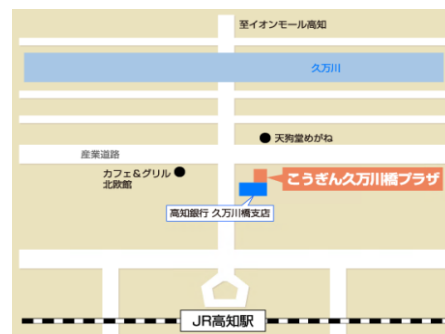 至イオンモール高知
久万川
天狗堂めがね
産業道路
カフェ&グリル
北欧館
こうぎん久万川橋プラザ
高知銀行 久万川橋支店
JR高知駅